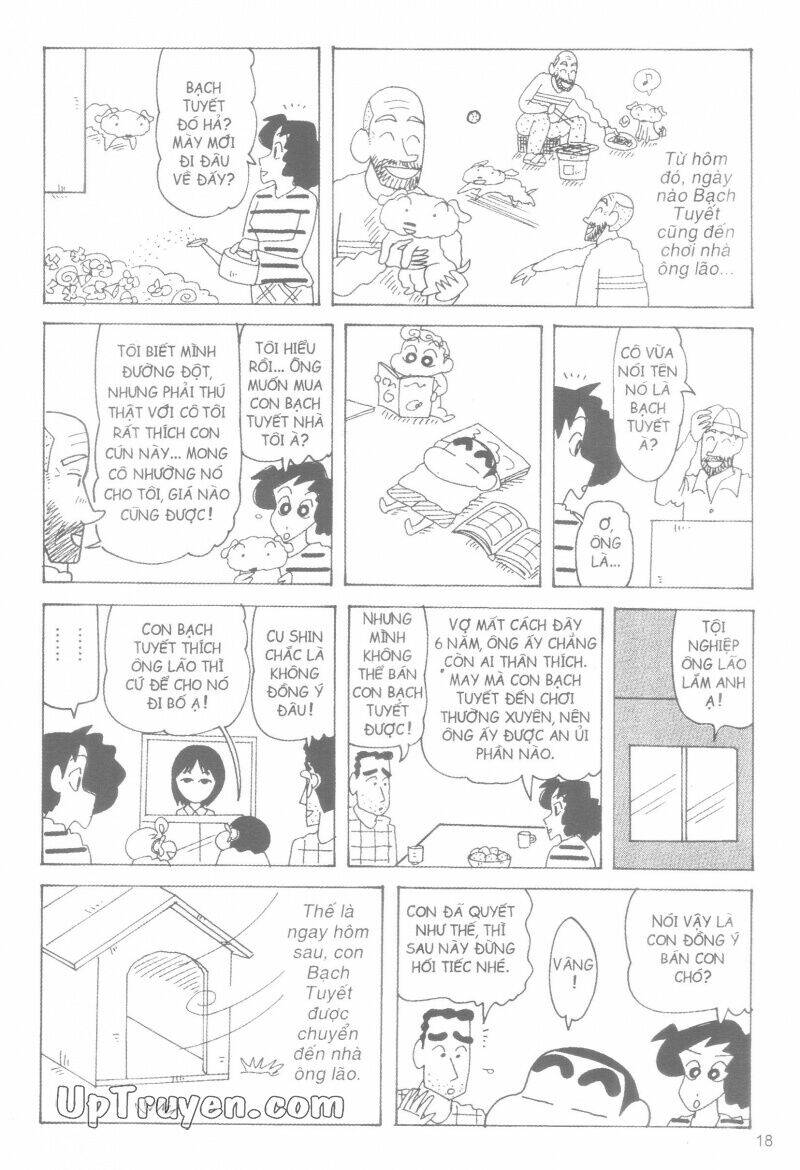 Từ hôm
đó, ngày
nào Bạch
Tuyết
cũng đến
chơi nhà
ông lão...
BẠCH
TUYẾT
ĐÓ HẢ?
MÀY MỚI
ĐI ĐÂU
VỀ ĐẤY?
CÔ VỪA
NÓI TÊN
NÓ LÀ
BẠCH
TUYẾT
À?
Ơ,
ÔNG
LÀ...
TÔI HIỂU
RỒI... ÔNG
MUỐN MUA
CON BẠCH
TUYẾT NHÀ
TÔI À?
TÔI BIẾT MÌNH
ĐƯỜNG ĐỘT,
NHƯNG PHẢI THÚ
THẬT VỚI CÔ TÔI
RẤT THÍCH CON
CÚN NÀY... MONG
CÔ NHƯỜNG NÓ
CHO TÔI, GIÁ NÀO
CŨNG ĐƯỢC!
TỘI
NGHIỆP
ÔNG LÃO
LẮM ANH
Ạ!
VỢ MẤT CÁCH ĐÂY
6 NĂM, ÔNG ẤY CHẲNG
CÒN AI THÂN THÍCH.
MAY MÀ CON BẠCH
TUYẾT ĐẾN CHƠI
THƯỜNG XUYÊN, NÊN
ÔNG ẤY ĐƯỢC AN ỦI
PHẦN NÀO.
NHƯNG
MÌNH
KHÔNG
THỂ BÁN
CON BẠCH
TUYẾT
ĐƯỢC!
CU SHIN
CHẮC LÀ
KHÔNG
ĐỒNG Ý
ĐÂU!
CON BẠCH
TUYẾT THÍCH
ÔNG LÃO THÌ
CỨ ĐỂ CHO NÓ
ĐI BỐ Ạ!
NÓI VẬY LÀ
CON ĐỒNG Ý
BÁN CON
CHÓ?
VÂNG
!
CON ĐÃ QUYẾT
NHƯ THẾ, THÌ
SAU NÀY ĐỪNG
HỐI TIẾC NHÉ.
Thế là
ngay hôm
sau, con
Bạch
Tuyết
được
chuyển
đến nhà
ông lão.
UpTruyen.com
18